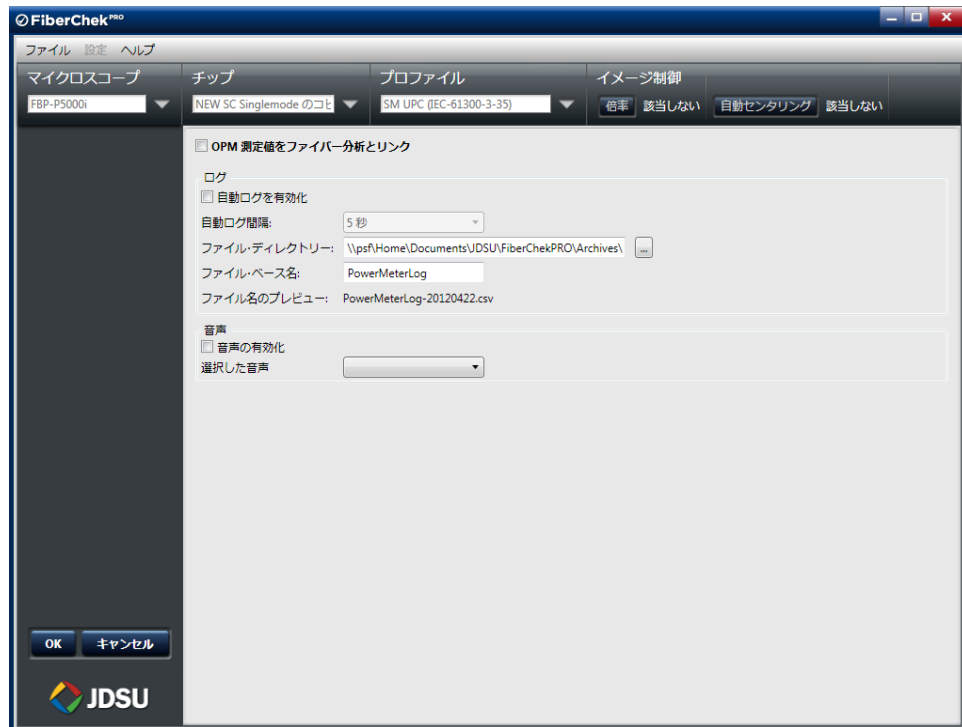 FiberChek PRO
ファイル 設定 ヘルプ
マイクロスコープ チップ プロファイル イメージ制御
FBP-P5000i NEW SC Singlemode のコピ SM UPC (IEC-61300-3-35) 倍率 該当しない 自動センタリング 該当しない
OPM 測定値をファイバー分析とリンク
ログ
自動ログを有効化
自動ログ間隔: 5 秒
ファイル・ディレクトリー: \\psf\Home\Documents\JDSU\FiberChekPRO\Archives\ ...
ファイル・ベース名: PowerMeterLog
ファイル名のプレビュー: PowerMeterLog-20120422.csv
音声
音声の有効化
選択した音声
OK キャンセル
JDSU